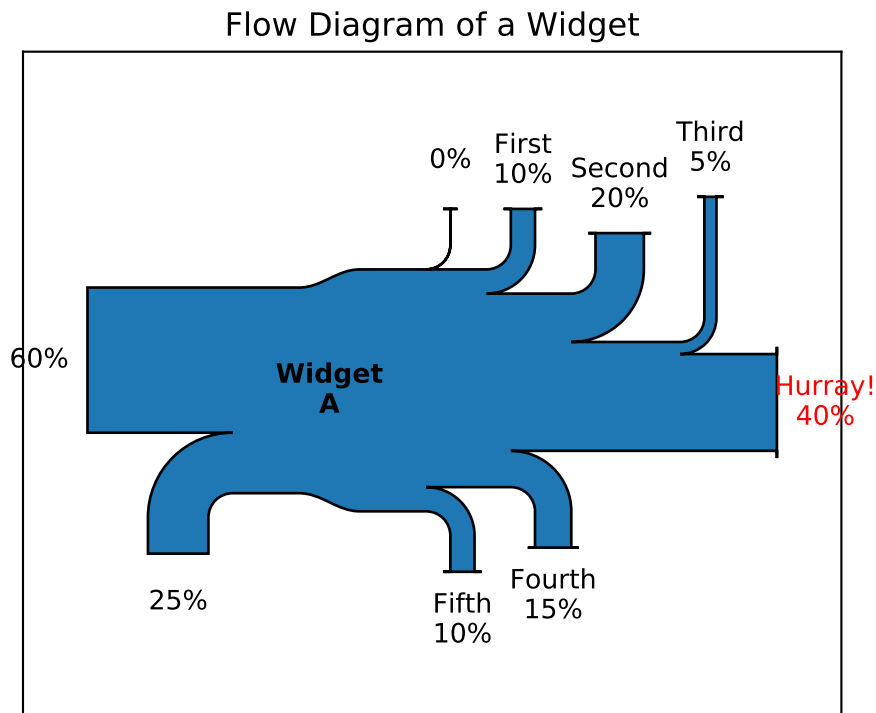 Flow Diagram of a Widget
0%
First
10%
Second
20%
Third
5%
60%
Widget
A
Hurray!
40%
25%
Fifth
10%
Fourth
15%